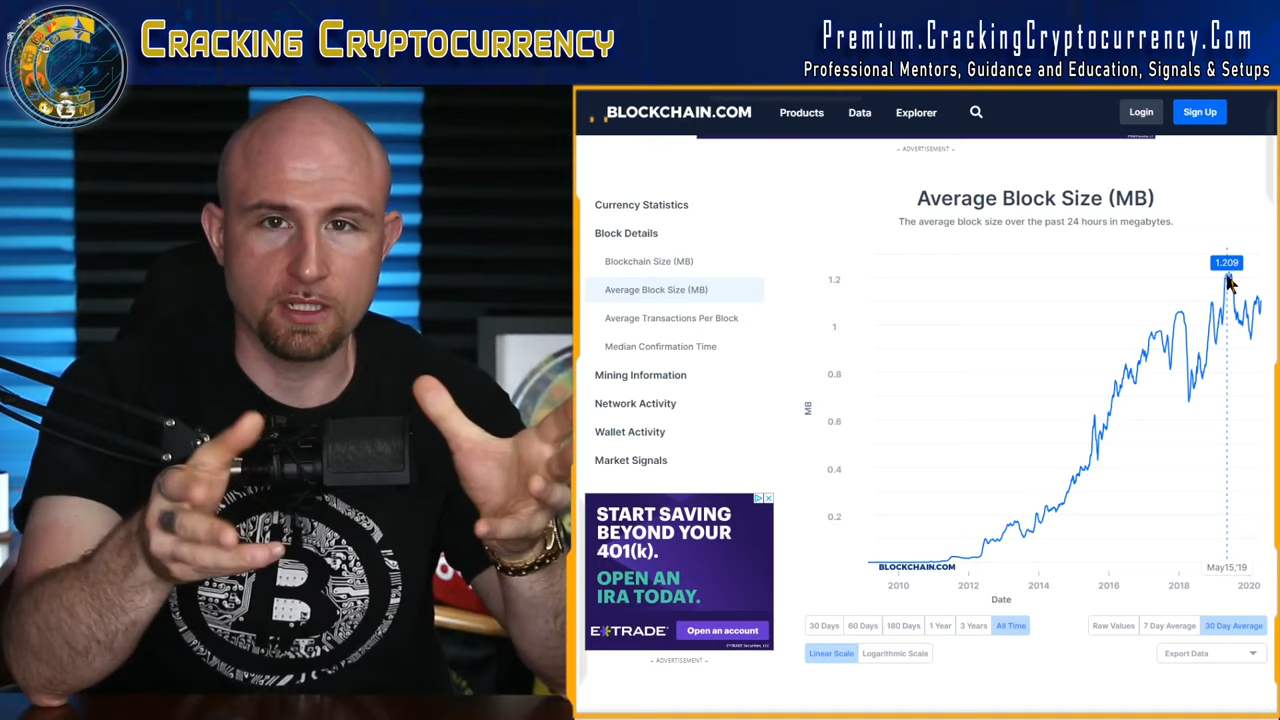 CRACKING CRYPTOCURRENCY
Premium.CrackingCryptocurrency.Com
Professional Mentors, Guidance and Education, Signals & Setups
BLOCKCHAIN.COM
Products
Data
Explorer
Login
Sign Up
– ADVERTISEMENT –
Currency Statistics
Block Details
Blockchain Size (MB)
Average Block Size (MB)
Average Transactions Per Block
Median Confirmation Time
Mining Information
Network Activity
Wallet Activity
Market Signals
START SAVING
BEYOND YOUR
401(k).
OPEN AN
IRA TODAY.
E*TRADE
Open an account
– ADVERTISEMENT –
Average Block Size (MB)
The average block size over the past 24 hours in megabytes.
1.209
1.2
1
0.8
0.6
0.4
0.2
MB
BLOCKCHAIN.COM
May15,'19
2010
2012
2014
2016
2018
2020
Date
30 Days
60 Days
180 Days
1 Year
3 Years
All Time
Raw Values
7 Day Average
30 Day Average
Linear Scale
Logarithmic Scale
Export Data